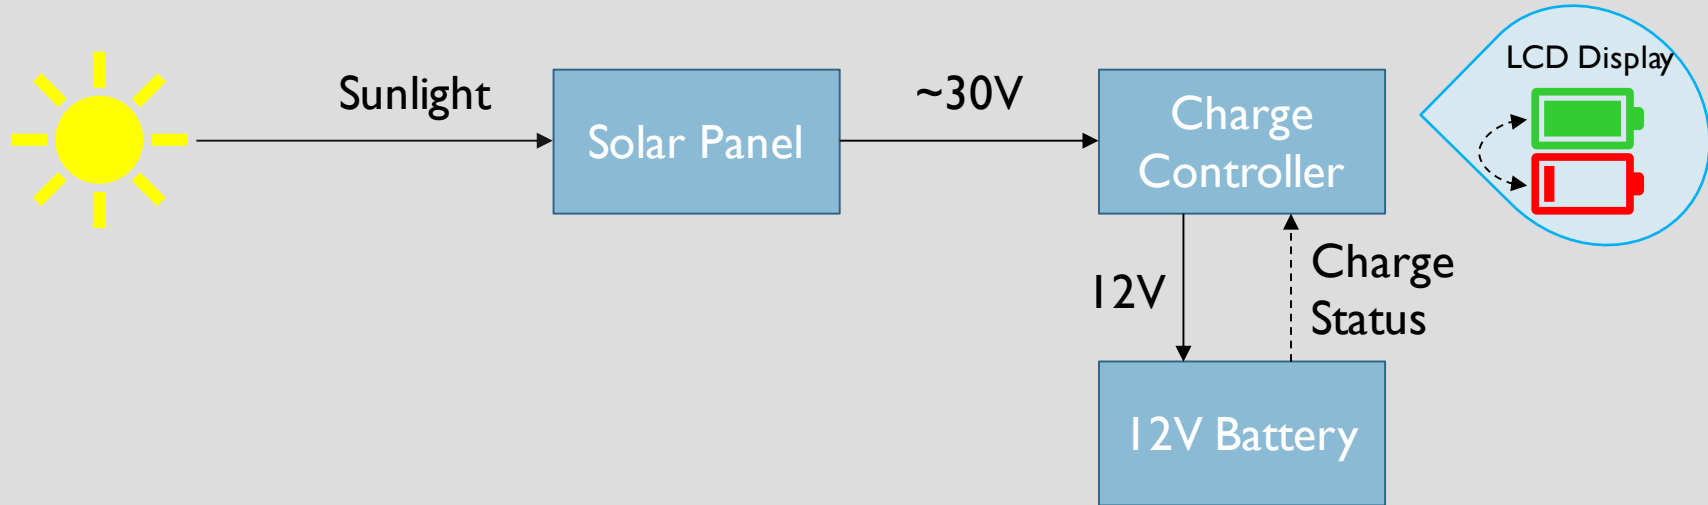 Sunlight
Solar Panel
~30V
Charge
Controller
LCD Display
12V
Charge
Status
12V Battery